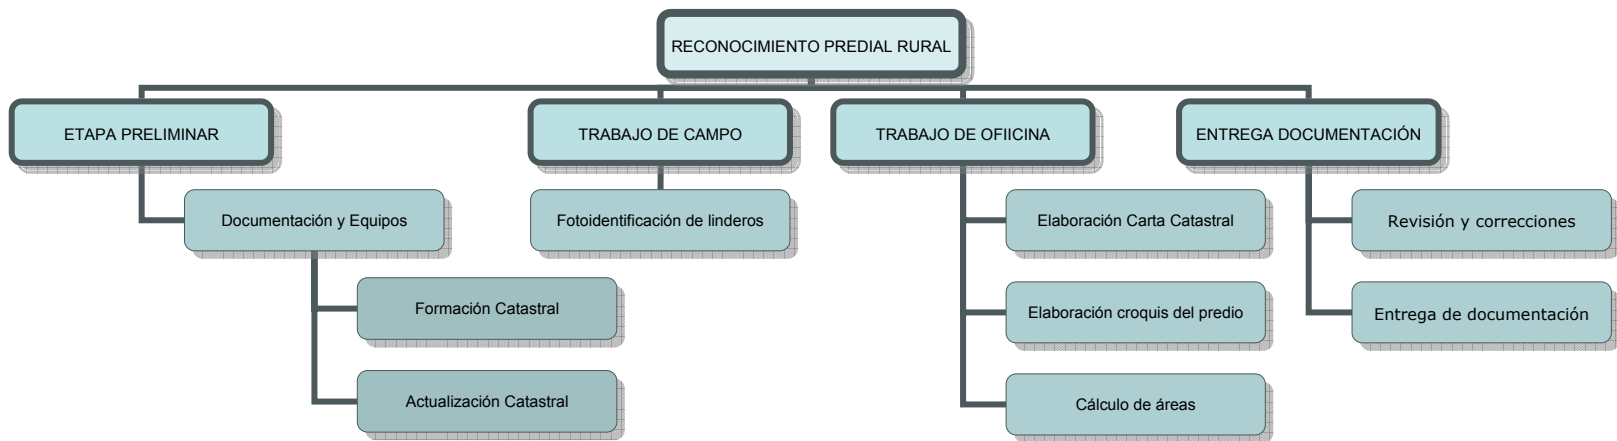 RECONOCIMIENTO PREDIAL RURAL
ETAPA PRELIMINAR
TRABAJO DE CAMPO
TRABAJO DE OFIICINA
ENTREGA DOCUMENTACIÓN
Documentación y Equipos
Fotoidentificación de linderos
Elaboración Carta Catastral
Revisión y correcciones
Formación Catastral
Elaboración croquis del predio
Entrega de documentación
Actualización Catastral
Cálculo de áreas